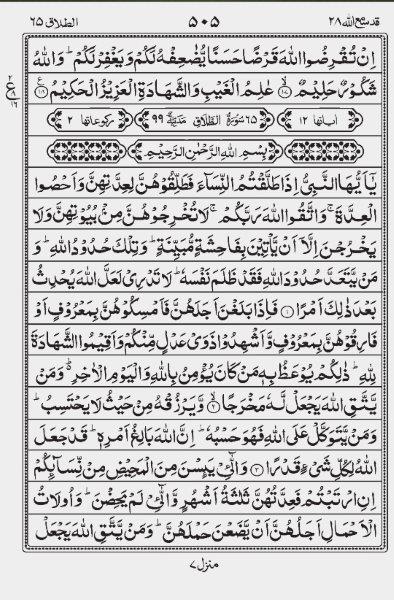 قد سمع الله ٢٨ ٥٠٥ الطلاق ٦٥
اِنۡ تُقۡرِضُوا اللّٰهَ قَرۡضًا حَسَنًا يُّضٰعِفۡهُ لَكُمۡ وَيَغۡفِرۡ لَكُمۡ ؕ وَاللّٰهُ
شَكُوۡرٌ حَلِيۡمٌ ۙ‏﴿۱۷﴾ عٰلِمُ الۡغَيۡبِ وَالشَّهَادَةِ الۡعَزِيۡزُ الۡحَكِيۡمُ ﴿۱۸﴾
اٰياتها ١٢ ٦٥ سُوۡرَةُ الطَّلَاقِ مَدَنِيَّةٌ ٩٩ ركوعاتها ٢
بِسۡمِ اللّٰهِ الرَّحۡمٰنِ الرَّحِيۡمِ
يٰۤاَيُّهَا النَّبِىُّ اِذَا طَلَّقۡتُمُ النِّسَآءَ فَطَلِّقُوۡهُنَّ لِعِدَّتِهِنَّ وَاَحۡصُوا
الۡعِدَّةَ ۚ وَاتَّقُوا اللّٰهَ رَبَّكُمۡ ۚ لَا تُخۡرِجُوۡهُنَّ مِنۡۢ بُيُوۡتِهِنَّ وَلَا
يَخۡرُجۡنَ اِلَّاۤ اَنۡ يَّاۡتِيۡنَ بِفَاحِشَةٍ مُّبَيِّنَةٍ ؕ وَتِلۡكَ حُدُوۡدُ اللّٰهِ ؕ وَ
مَنۡ يَّتَعَدَّ حُدُوۡدَ اللّٰهِ فَقَدۡ ظَلَمَ نَفۡسَهٗ ؕ لَا تَدۡرِىۡ لَعَلَّ اللّٰهَ يُحۡدِثُ
بَعۡدَ ذٰلِكَ اَمۡرًا ﴿۱﴾ فَاِذَا بَلَغۡنَ اَجَلَهُنَّ فَاَمۡسِكُوۡهُنَّ بِمَعۡرُوۡفٍ اَوۡ
فَارِقُوۡهُنَّ بِمَعۡرُوۡفٍ وَّاَشۡهِدُوۡا ذَوَىۡ عَدۡلٍ مِّنۡكُمۡ وَاَقِيۡمُوا الشَّهَادَةَ
لِلّٰهِ ؕ ذٰلِكُمۡ يُوۡعَظُ بِهٖ مَنۡ كَانَ يُؤۡمِنُ بِاللّٰهِ وَالۡيَوۡمِ الۡاٰخِرِ ۙ وَمَنۡ
يَّتَّقِ اللّٰهَ يَجۡعَلۡ لَّهٗ مَخۡرَجًا ۙ‏﴿۲﴾ وَّيَرۡزُقۡهُ مِنۡ حَيۡثُ لَا يَحۡتَسِبُ ؕ
وَمَنۡ يَّتَوَكَّلۡ عَلَى اللّٰهِ فَهُوَ حَسۡبُهٗ ؕ اِنَّ اللّٰهَ بَالِغُ اَمۡرِهٖ ؕ قَدۡ جَعَلَ
اللّٰهُ لِكُلِّ شَىۡءٍ قَدۡرًا ﴿۳﴾ وَالّٰٓـىِٕۡ يَٮِٕسۡنَ مِنَ الۡمَحِيۡضِ مِنۡ نِّسَآٮِٕكُمۡ
اِنِ ارۡتَبۡتُمۡ فَعِدَّتُهُنَّ ثَلٰثَةُ اَشۡهُرٍ وَّالّٰٓـىِٕۡ لَمۡ يَحِضۡنَ ؕ وَاُولَاتُ
الۡاَحۡمَالِ اَجَلُهُنَّ اَنۡ يَّضَعۡنَ حَمۡلَهُنَّ ؕ وَمَنۡ يَّتَّقِ اللّٰهَ يَجۡعَلۡ
منزل ٧